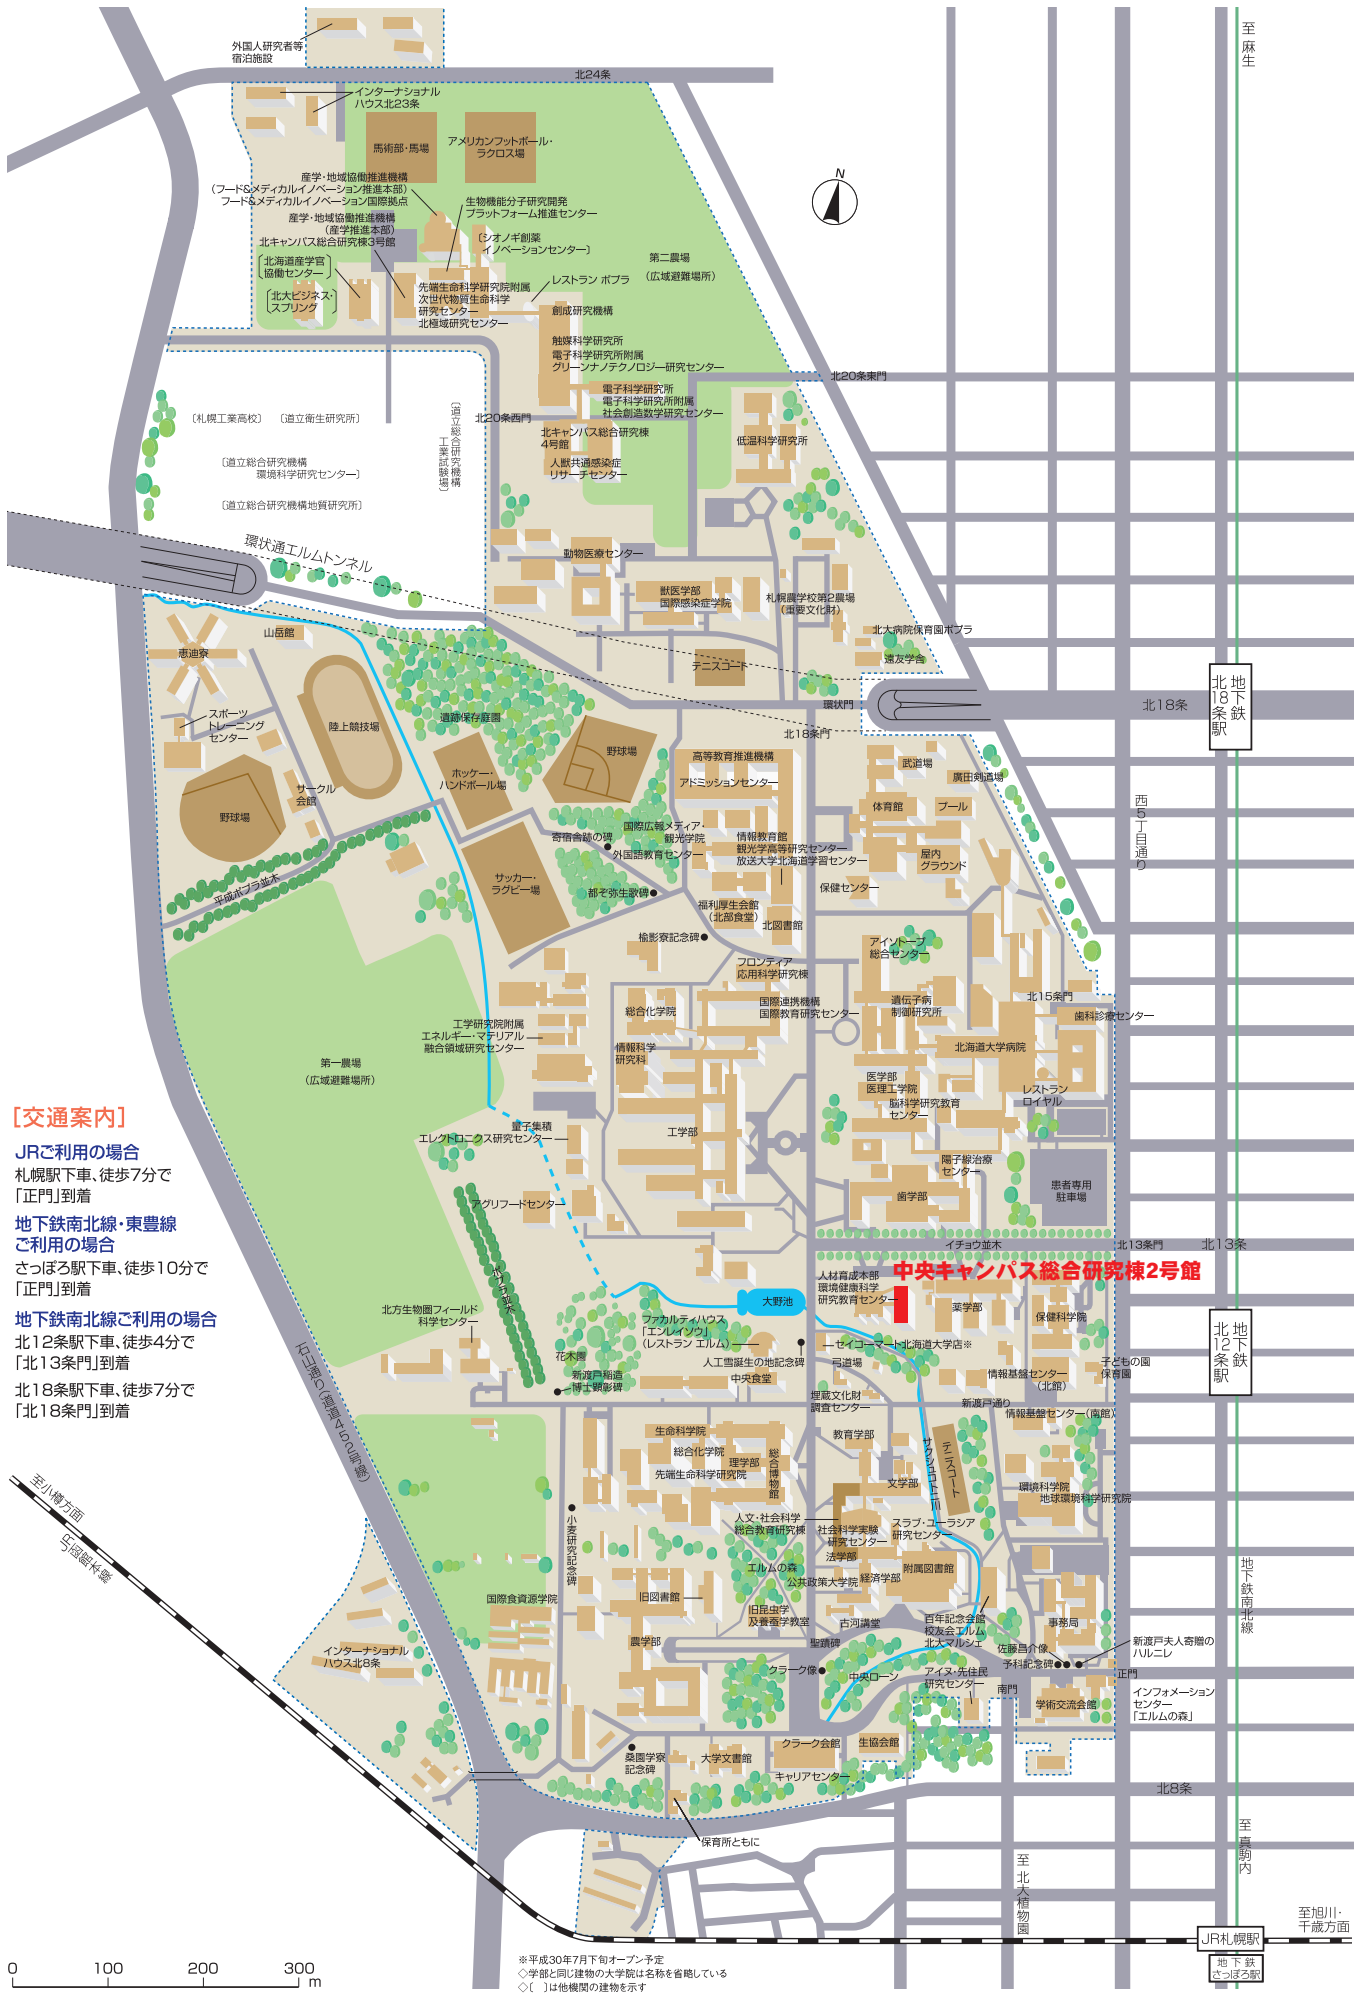 外国人研究者等
宿泊施設
北24条
至 麻生
インターナショナル
ハウス北23条
馬術部・馬場
アメリカンフットボール・
ラクロス場
N
産学・地域協働推進機構
(フード&メディカルイノベーション推進本部)
フード&メディカルイノベーション国際拠点
生物機能分子研究開発
プラットフォーム推進センター
産学・地域協働推進機構
(産学推進本部)
北キャンパス総合研究棟3号館
〔シオノギ創薬
イノベーションセンター〕
第二農場
(広域避難場所)
〔北海道産学官
協働センター〕
〔北大ビジネス・
スプリング〕
レストラン ポプラ
先端生命科学研究院附属
次世代物質生命科学
研究センター
北極域研究センター
創成研究機構
触媒科学研究所
電子科学研究所附属
グリーンナノテクノロジー研究センター
北20条東門
電子科学研究所
電子科学研究所附属
社会創造数学研究センター
〔札幌工業高校〕
〔道立衛生研究所〕
〔道立総合研究機構
工業試験場〕
北20条西門
北キャンパス総合研究棟
4号館
低温科学研究所
〔道立総合研究機構
環境科学研究センター〕
人獣共通感染症
リサーチセンター
〔道立総合研究機構地質研究所〕
環状通エルムトンネル
動物医療センター
獣医学部
国際感染症学院
札幌農学校第2農場
(重要文化財)
山岳館
恵迪寮
北大病院保育園ポプラ
遠友学舎
テニスコート
地下鉄
北18条駅
スポーツ
トレーニング
センター
陸上競技場
遺跡保存庭園
環状門
北18条
北18条門
野球場
高等教育推進機構
武道場
ホッケー・
ハンドボール場
アドミッションセンター
廣田剣道場
サークル
会館
体育館
プール
西5丁目通り
野球場
国際広報メディア・
観光学院
寄宿舎跡の碑
情報教育館
観光学高等研究センター
放送大学北海道学習センター
外国語教育センター
屋内
グラウンド
平成ポプラ並木
サッカー・
ラグビー場
都ぞ弥生歌碑
保健センター
福利厚生会館
(北部食堂)
北図書館
楡影寮記念碑
アイソトープ
総合センター
フロンティア
応用科学研究棟
北15条門
国際連携機構
国際教育研究センター
遺伝子病
制御研究所
歯科診療センター
総合化学院
工学研究院附属
エネルギー・マテリアル
融合領域研究センター
情報科学
研究科
北海道大学病院
第一農場
(広域避難場所)
医学部
医理工学院
レストラン
ロイヤル
脳科学研究教育
センター
［交通案内］
量子集積
エレクトロニクス研究センター
工学部
JRご利用の場合
札幌駅下車、徒歩7分で
「正門」到着
陽子線治療
センター
患者専用
駐車場
アグリフードセンター
歯学部
地下鉄南北線・東豊線
ご利用の場合
さっぽろ駅下車、徒歩10分で
「正門」到着
イチョウ並木
北13条門
北13条
ポプラ並木
人材育成本部
環境健康科学
研究教育センター
中央キャンパス総合研究棟2号館
地下鉄南北線ご利用の場合
北12条駅下車、徒歩4分で
「北13条門」到着
北18条駅下車、徒歩7分で
「北18条門」到着
大野池
薬学部
保健科学院
地下鉄
北12条駅
北方生物圏フィールド
科学センター
ファカルティハウス
「エンレイソウ」
(レストラン エルム)
セイコーマート北海道大学店※
石山通り(道道452号線)
花木園
人工雪誕生の地記念碑
弓道場
子どもの園
保育園
新渡戸稲造
博士顕彰碑
中央食堂
情報基盤センター
(北館)
埋蔵文化財
調査センター
新渡戸通り
情報基盤センター(南館)
生命科学院
教育学部
総合化学院
理学部
先端生命科学研究院
総合博物館
サクシュコトニ川
テニスコート
至小樽方面
JR函館本線
文学部
環境科学院
地球環境科学研究院
小麦研究記念碑
人文・社会科学
総合教育研究棟
社会科学実験
研究センター
スラブ・ユーラシア
研究センター
法学部
エルムの森
公共政策大学院
経済学部
附属図書館
地下鉄南北線
国際食資源学院
旧図書館
旧昆虫学
及養蚕学教室
古河講堂
百年記念会館
校友会エルム
北大マルシェ
事務局
農学部
聖蹟碑
佐藤昌介像
新渡戸夫人寄贈の
ハルニレ
インターナショナル
ハウス北8条
クラーク像
中央ローン
予科記念碑
アイヌ・先住民
研究センター
正門
南門
学術交流会館
インフォメーション
センター
「エルムの森」
桑園学寮
記念碑
大学文書館
クラーク会館
生協会館
キャリアセンター
北8条
保育所ともに
至 真駒内
至 北大植物園
至旭川・
千歳方面
JR札幌駅
地下鉄
さっぽろ駅
0 100 200 300
m
※平成30年7月下旬オープン予定
◇学部と同じ建物の大学院は名称を省略している
◇〔　〕は他機関の建物を示す